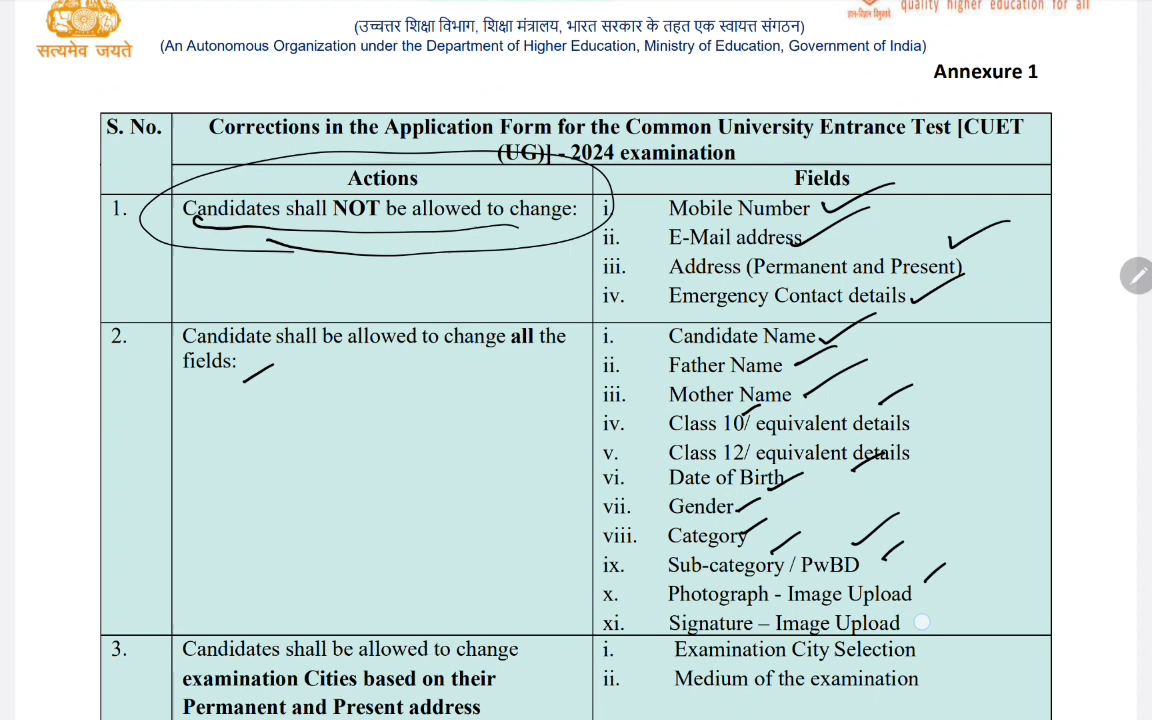 quality higher education for all
सत्यमेव जयते
(उच्चतर शिक्षा विभाग, शिक्षा मंत्रालय, भारत सरकार के तहत एक स्वायत्त संगठन)
(An Autonomous Organization under the Department of Higher Education, Ministry of Education, Government of India)
Annexure 1
S. No. Corrections in the Application Form for the Common University Entrance Test [CUET
(UG)] - 2024 examination
Actions Fields
1. Candidates shall NOT be allowed to change: i. Mobile Number
ii. E-Mail address
iii. Address (Permanent and Present)
iv. Emergency Contact details
2. Candidate shall be allowed to change all the i. Candidate Name
fields: ii. Father Name
iii. Mother Name
iv. Class 10/ equivalent details
v. Class 12/ equivalent details
vi. Date of Birth
vii. Gender
viii. Category
ix. Sub-category / PwBD
x. Photograph - Image Upload
xi. Signature – Image Upload
3. Candidates shall be allowed to change i. Examination City Selection
examination Cities based on their ii. Medium of the examination
Permanent and Present address